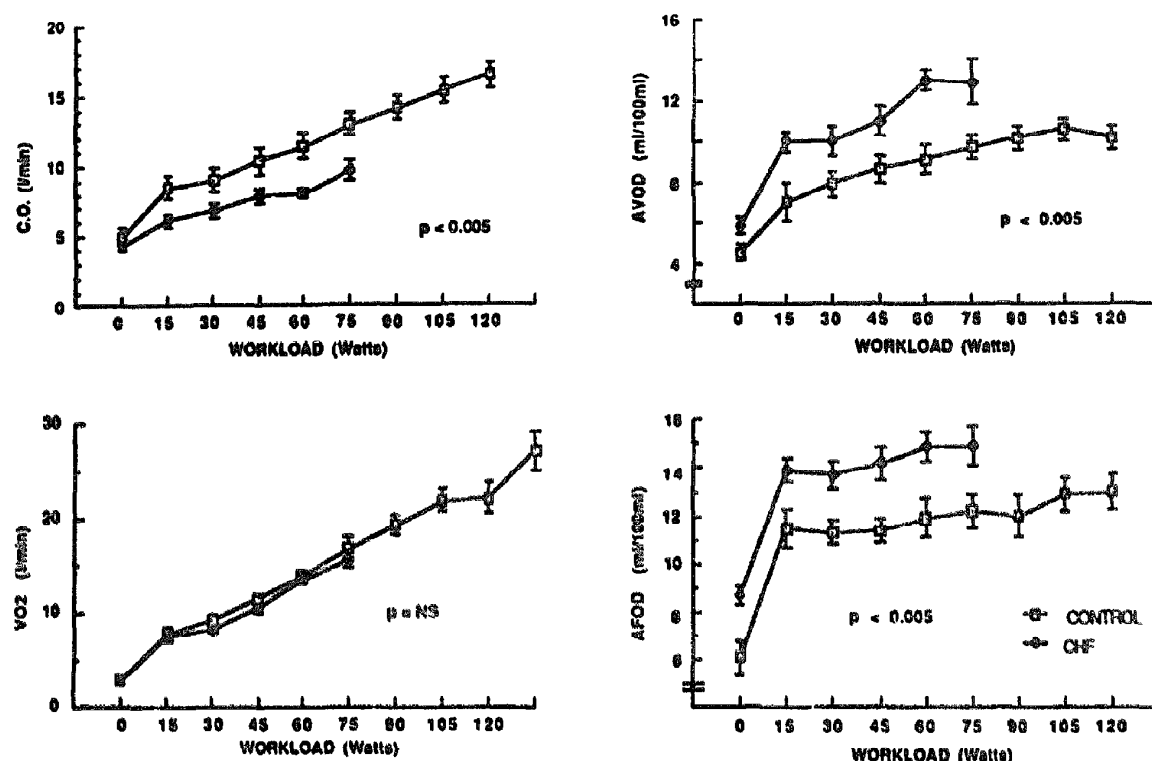 20
15
10
5
0
C.O. (l/min)
p < 0.005
0 15 30 45 60 75 90 105 120
WORKLOAD (Watts)
16
14
12
10
8
6
4
AVOD (ml/100ml)
p < 0.005
0 15 30 45 60 75 90 105 120
WORKLOAD (Watts)
30
20
10
0
VO2 (l/min)
p = NS
0 15 30 45 60 75 90 105 120
WORKLOAD (Watts)
16
14
12
10
8
6
AFOD (ml/100ml)
p < 0.005
CONTROL
CHF
0 15 30 45 60 75 90 105 120
WORKLOAD (Watts)